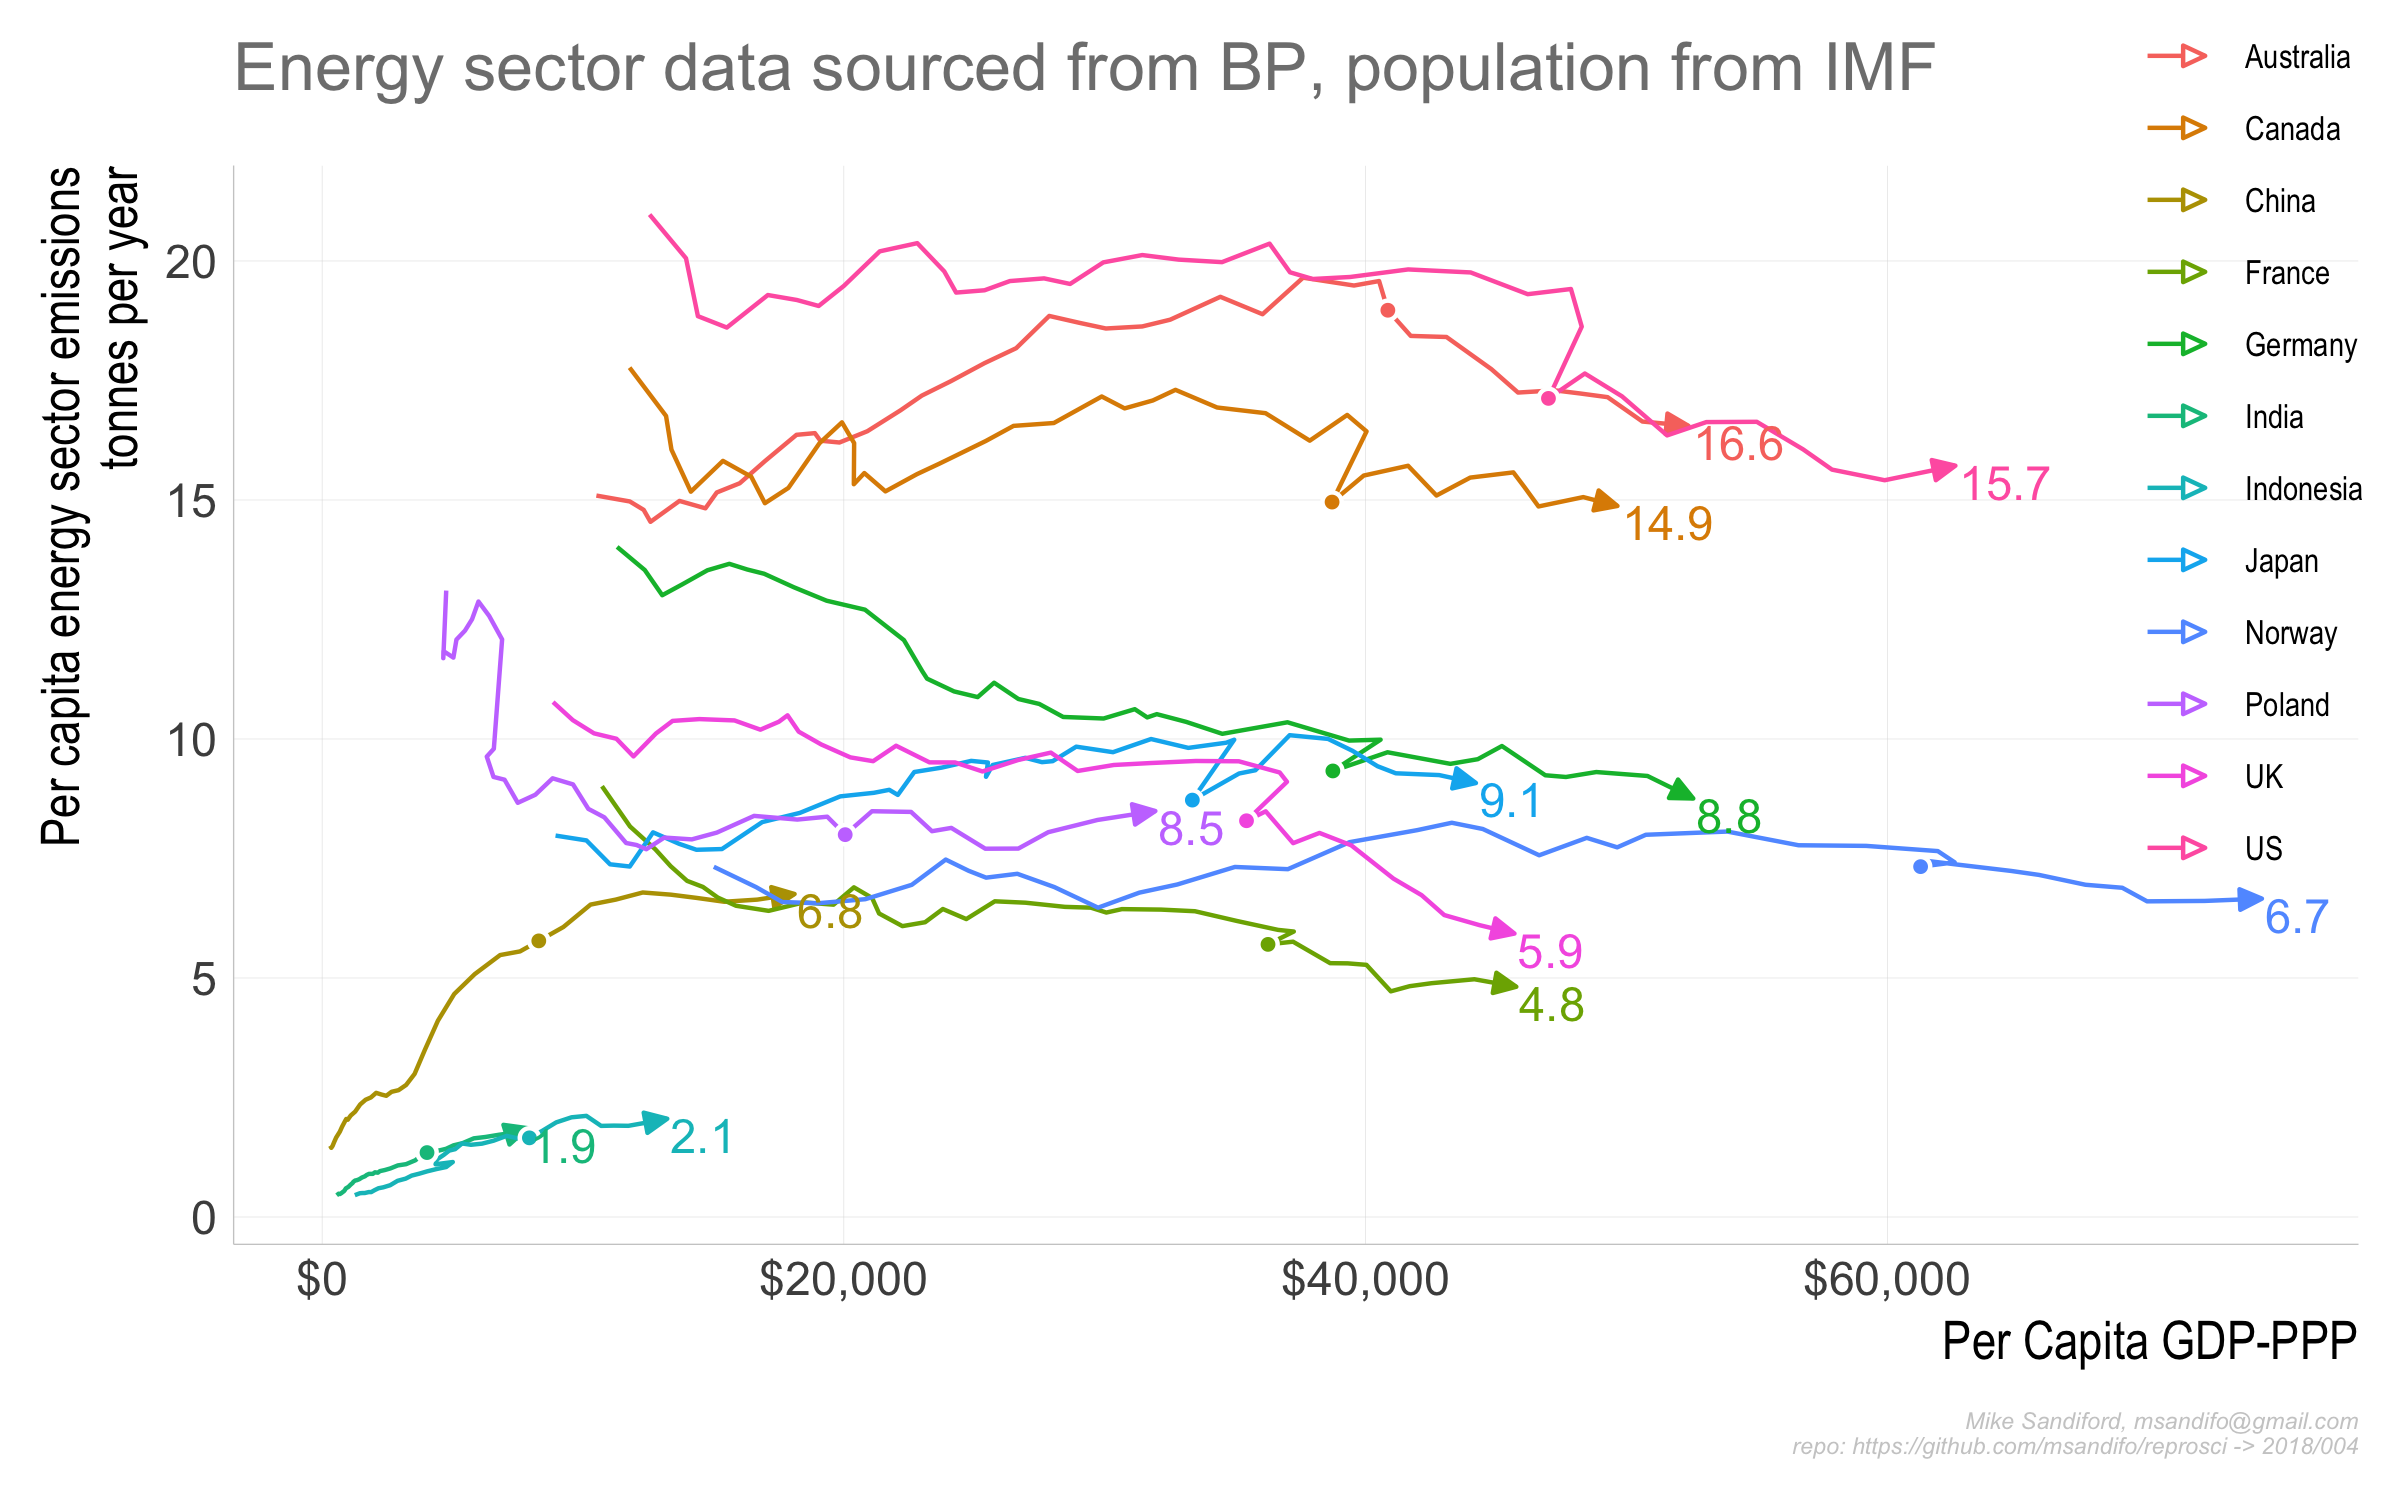 Energy sector data sourced from BP, population from IMF
Per capita energy sector emissions
tonnes per year
20
15
10
5
0
$0
$20,000
$40,000
$60,000
Per Capita GDP-PPP
16.6
15.7
14.9
9.1
8.8
8.5
6.8
6.7
5.9
4.8
2.1
1.9
Australia
Canada
China
France
Germany
India
Indonesia
Japan
Norway
Poland
UK
US
Mike Sandiford, msandifo@gmail.com
repo: https://github.com/msandifo/reprosci -> 2018/004